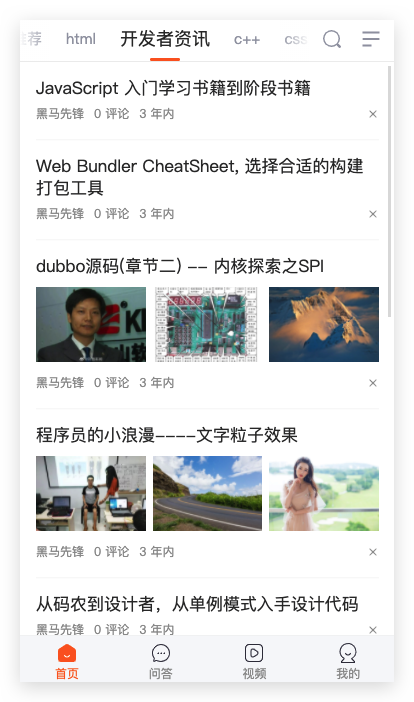 荐 html 开发者资讯 c++ css
JavaScript 入门学习书籍到阶段书籍
黑马先锋 0 评论 3 年内 ×
Web Bundler CheatSheet, 选择合适的构建
打包工具
黑马先锋 0 评论 3 年内 ×
dubbo源码(章节二) -- 内核探索之SPI
黑马先锋 0 评论 3 年内 ×
程序员的小浪漫----文字粒子效果
黑马先锋 0 评论 3 年内 ×
从码农到设计者，从单例模式入手设计代码
黑马先锋 0 评论 3 年内 ×
首页 问答 视频 我的